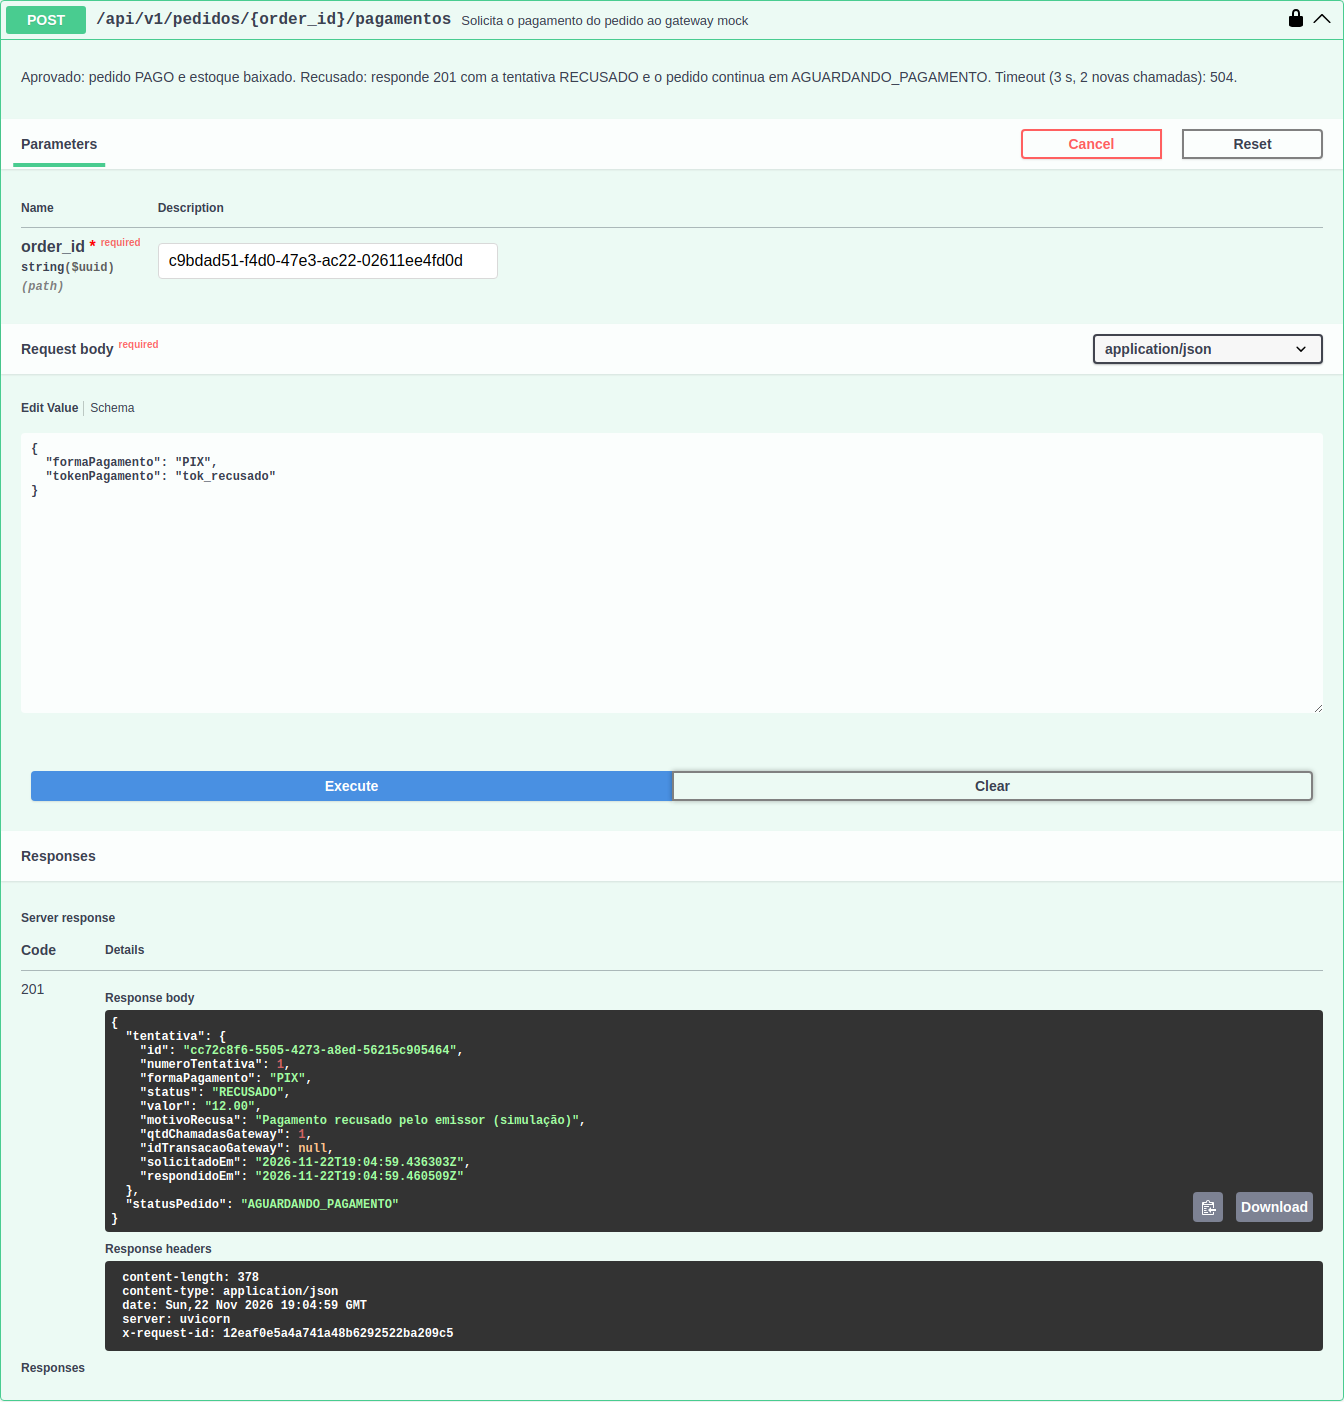 POST /api/v1/pedidos/{order_id}/pagamentos Solicita o pagamento do pedido ao gateway mock
Aprovado: pedido PAGO e estoque baixado. Recusado: responde 201 com a tentativa RECUSADO e o pedido continua em AGUARDANDO_PAGAMENTO. Timeout (3 s, 2 novas chamadas): 504.
Parameters Cancel Reset
Name Description
order_id * required
string($uuid)
(path)
c9bdad51-f4d0-47e3-ac22-02611ee4fd0d
Request body required application/json
Edit Value Schema
{
"formaPagamento": "PIX",
"tokenPagamento": "tok_recusado"
}
Execute Clear
Responses
Server response
Code Details
201
Response body
{
"tentativa": {
"id": "cc72c8f6-5505-4273-a8ed-56215c905464",
"numeroTentativa": 1,
"formaPagamento": "PIX",
"status": "RECUSADO",
"valor": "12.00",
"motivoRecusa": "Pagamento recusado pelo emissor (simulação)",
"qtdChamadasGateway": 1,
"idTransacaoGateway": null,
"solicitadoEm": "2026-11-22T19:04:59.436303Z",
"respondidoEm": "2026-11-22T19:04:59.460509Z"
},
"statusPedido": "AGUARDANDO_PAGAMENTO"
}
Download
Response headers
content-length: 378
content-type: application/json
date: Sun,22 Nov 2026 19:04:59 GMT
server: uvicorn
x-request-id: 12eaf0e5a4a741a48b6292522ba209c5
Responses